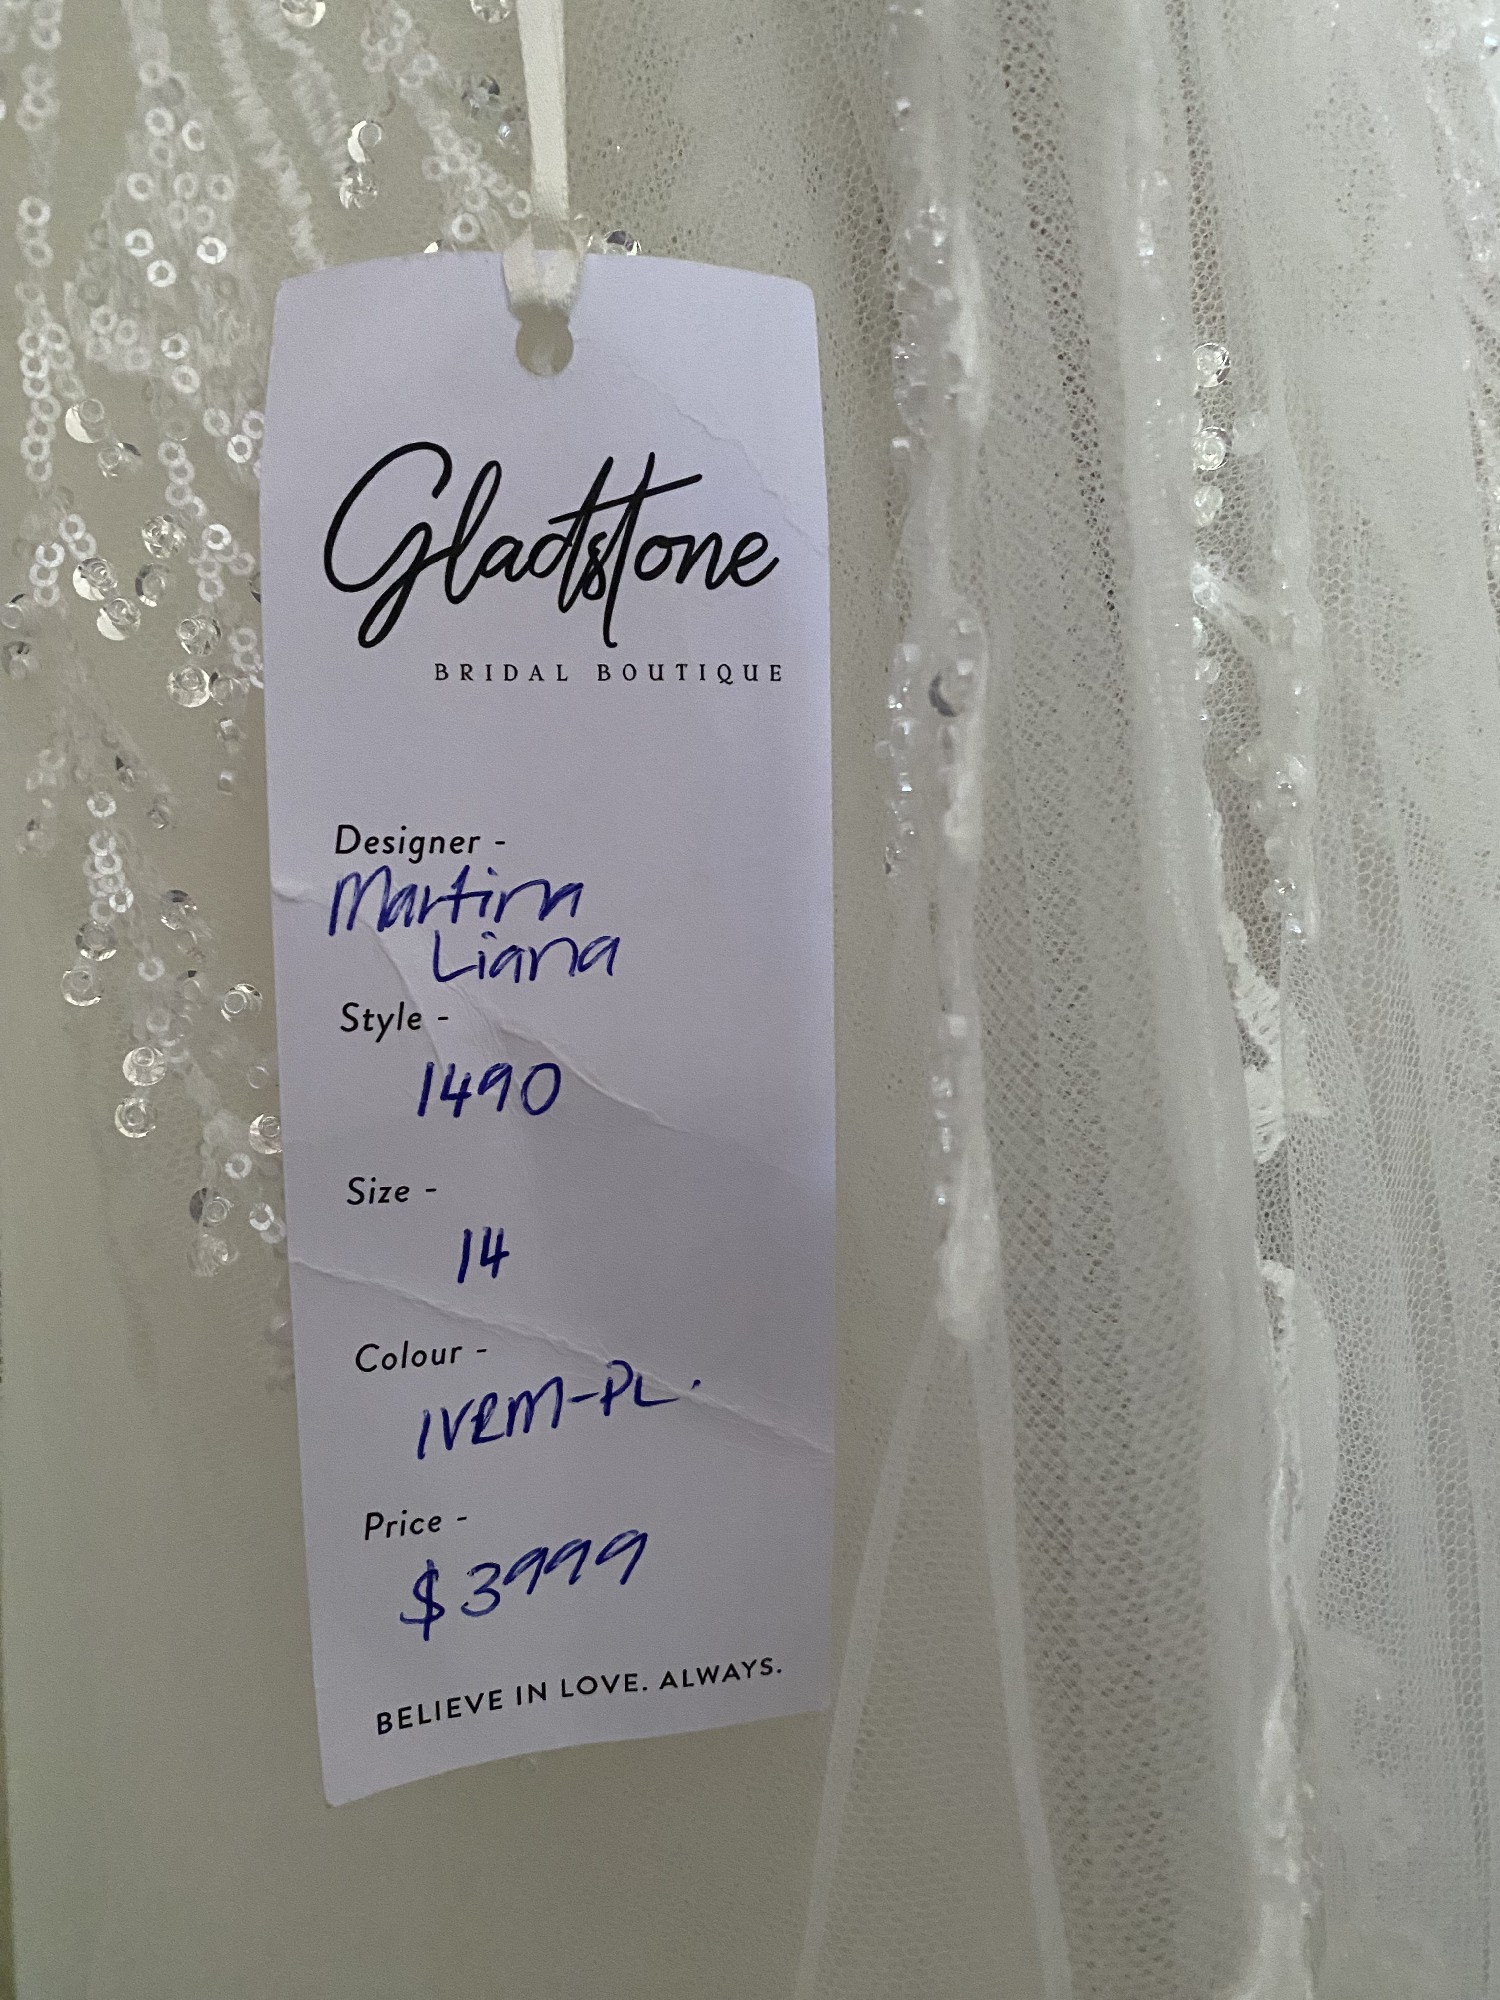 Gladstone
BRIDAL BOUTIQUE
Designer -
Martina
Liana
Style -
1490
Size -
14
Colour -
IVRM-PL.
Price -
$3999
BELIEVE IN LOVE. ALWAYS.